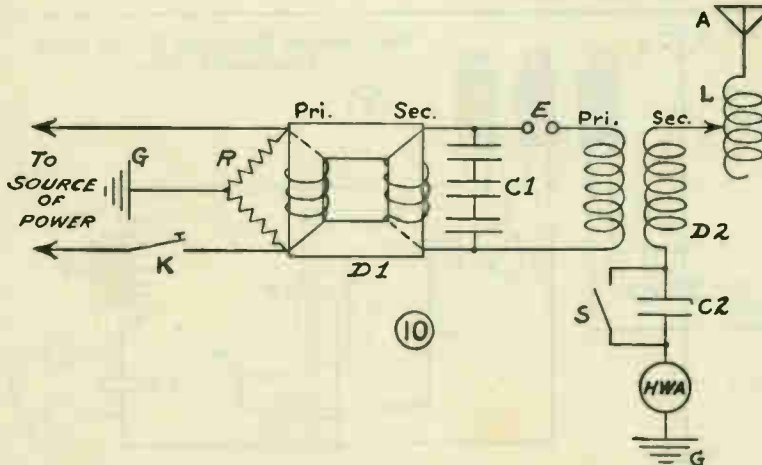 A
L
Pri.
Sec.
E
Pri.
Sec.
To
SOURCE
OF
POWER
G
R
C1
D2
K
D1
10
S
C2
HWA
G